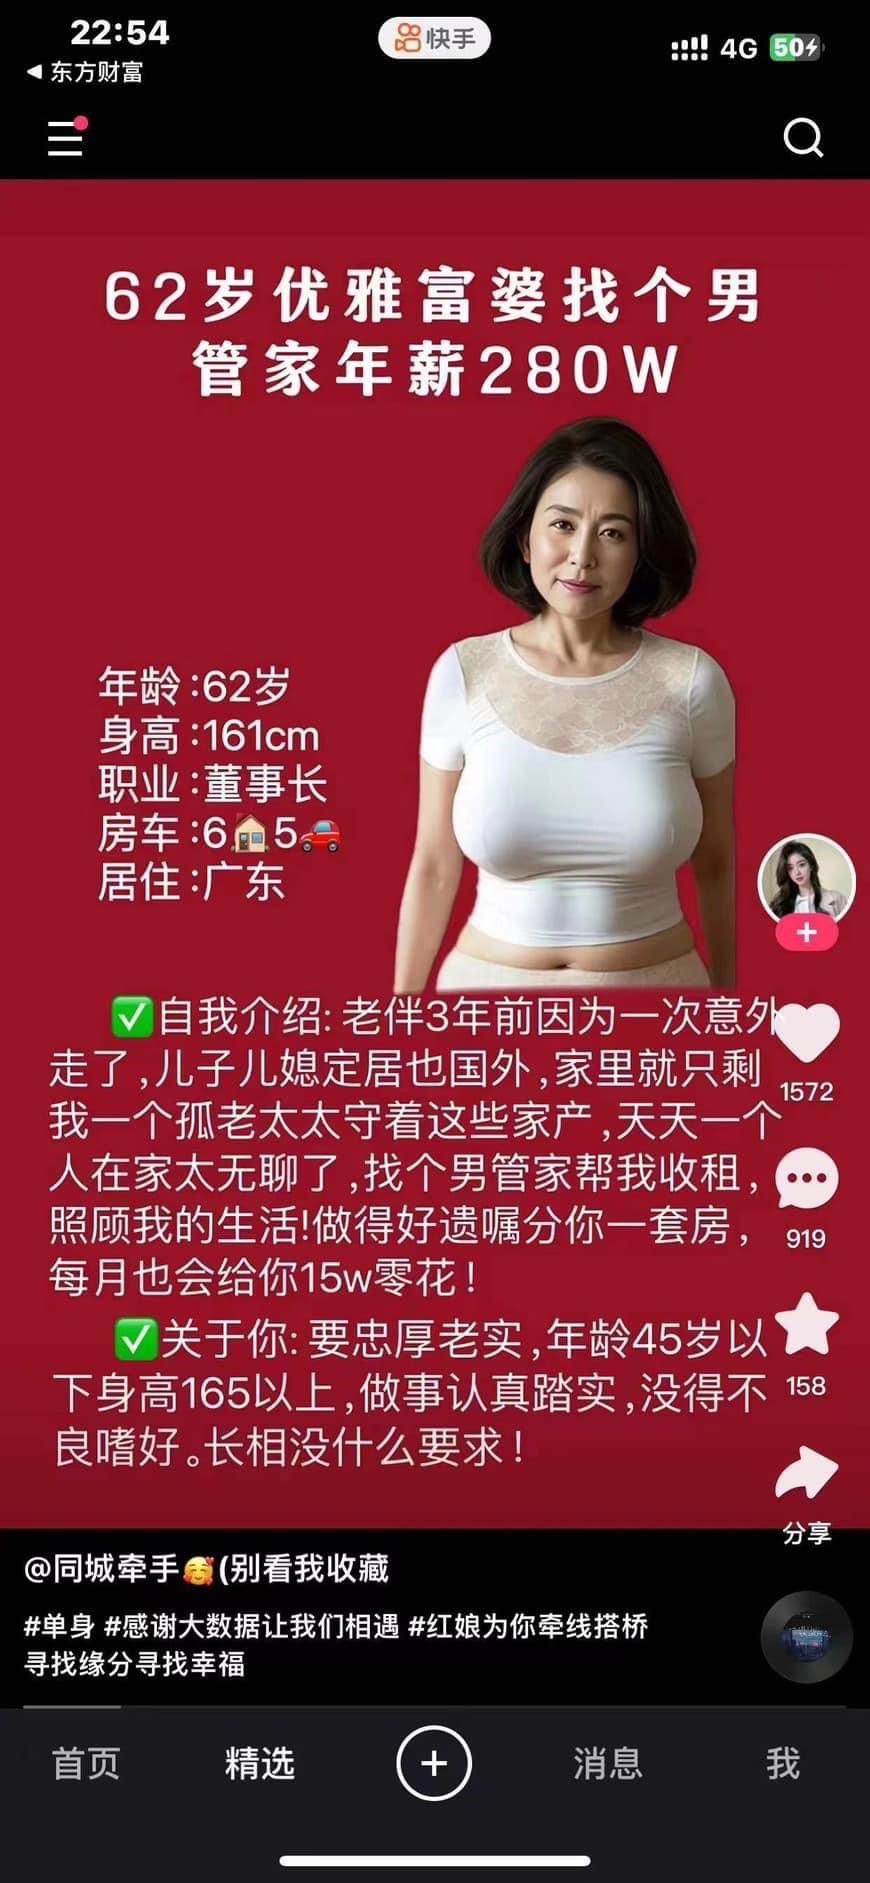 22:54
快手
4G
50
◀ 东方财富
62岁优雅富婆找个男
管家年薪280W
年龄:62岁
身高:161cm
职业:董事长
房车:6🏠5🚗
居住:广东
✅自我介绍: 老伴3年前因为一次意外
走了,儿子儿媳定居也国外,家里就只剩
我一个孤老太太守着这些家产,天天一个
人在家太无聊了,找个男管家帮我收租,
照顾我的生活!做得好遗嘱分你一套房,
每月也会给你15w零花!
✅关于你: 要忠厚老实,年龄45岁以
下身高165以上,做事认真踏实,没得不
良嗜好。长相没什么要求!
1572
919
158
分享
@同城牵手🥰(别看我收藏
#单身 #感谢大数据让我们相遇 #红娘为你牵线搭桥
寻找缘分寻找幸福
首页
精选
消息
我